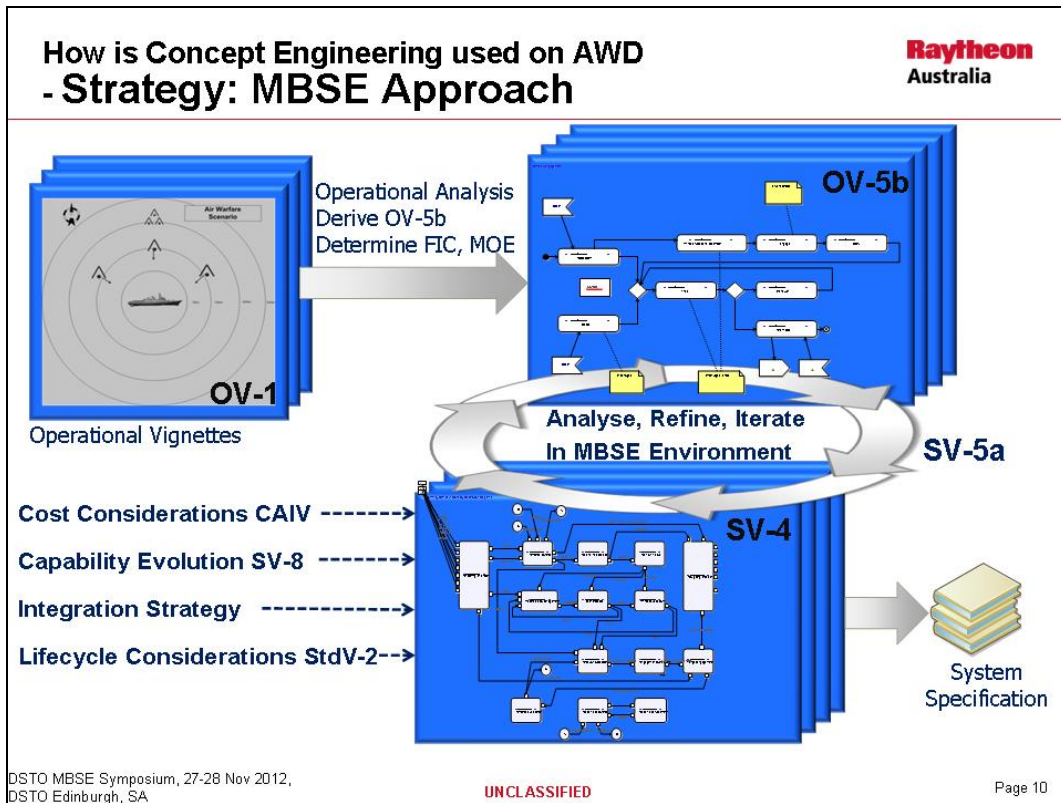 How is Concept Engineering used on AWD
- Strategy: MBSE Approach
Raytheon
Australia
Air Warfare
Scenario
OV-1
Operational Vignettes
Operational Analysis
Derive OV-5b
Determine FIC, MOE
OV-5b
Analyse, Refine, Iterate
In MBSE Environment
SV-5a
Cost Considerations CAIV
Capability Evolution SV-8
Integration Strategy
Lifecycle Considerations StdV-2
SV-4
System
Specification
DSTO MBSE Symposium, 27-28 Nov 2012,
DSTO Edinburgh, SA
UNCLASSIFIED
Page 10